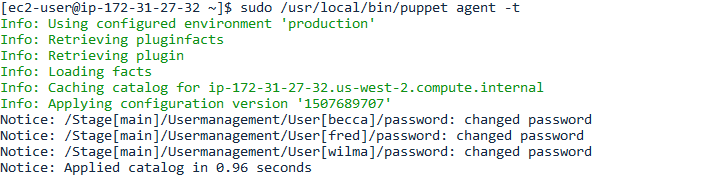 [ec2-user@ip-172-31-27-32 ~]$ sudo /usr/local/bin/puppet agent -t
Info: Using configured environment 'production'
Info: Retrieving pluginfacts
Info: Retrieving plugin
Info: Loading facts
Info: Caching catalog for ip-172-31-27-32.us-west-2.compute.internal
Info: Applying configuration version '1507689707'
Notice: /Stage[main]/Usermanagement/User[becca]/password: changed password
Notice: /Stage[main]/Usermanagement/User[fred]/password: changed password
Notice: /Stage[main]/Usermanagement/User[wilma]/password: changed password
Notice: Applied catalog in 0.96 seconds